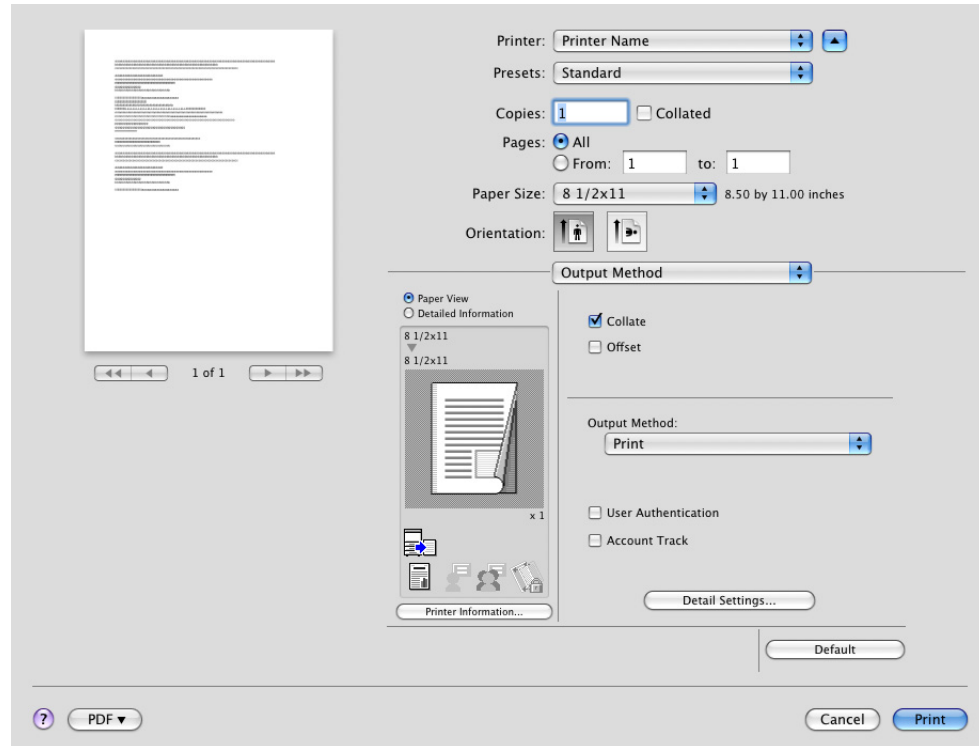 Printer: Printer Name
Presets: Standard
Copies: 1 Collated
Pages: All
From: 1 to: 1
Paper Size: 8 1/2x11 8.50 by 11.00 inches
Orientation:
Output Method
Paper View
Detailed Information
8 1/2x11
8 1/2x11
x 1
Printer Information...
Collate
Offset
Output Method:
Print
User Authentication
Account Track
Detail Settings...
Default
1 of 1
? PDF▼
Cancel Print